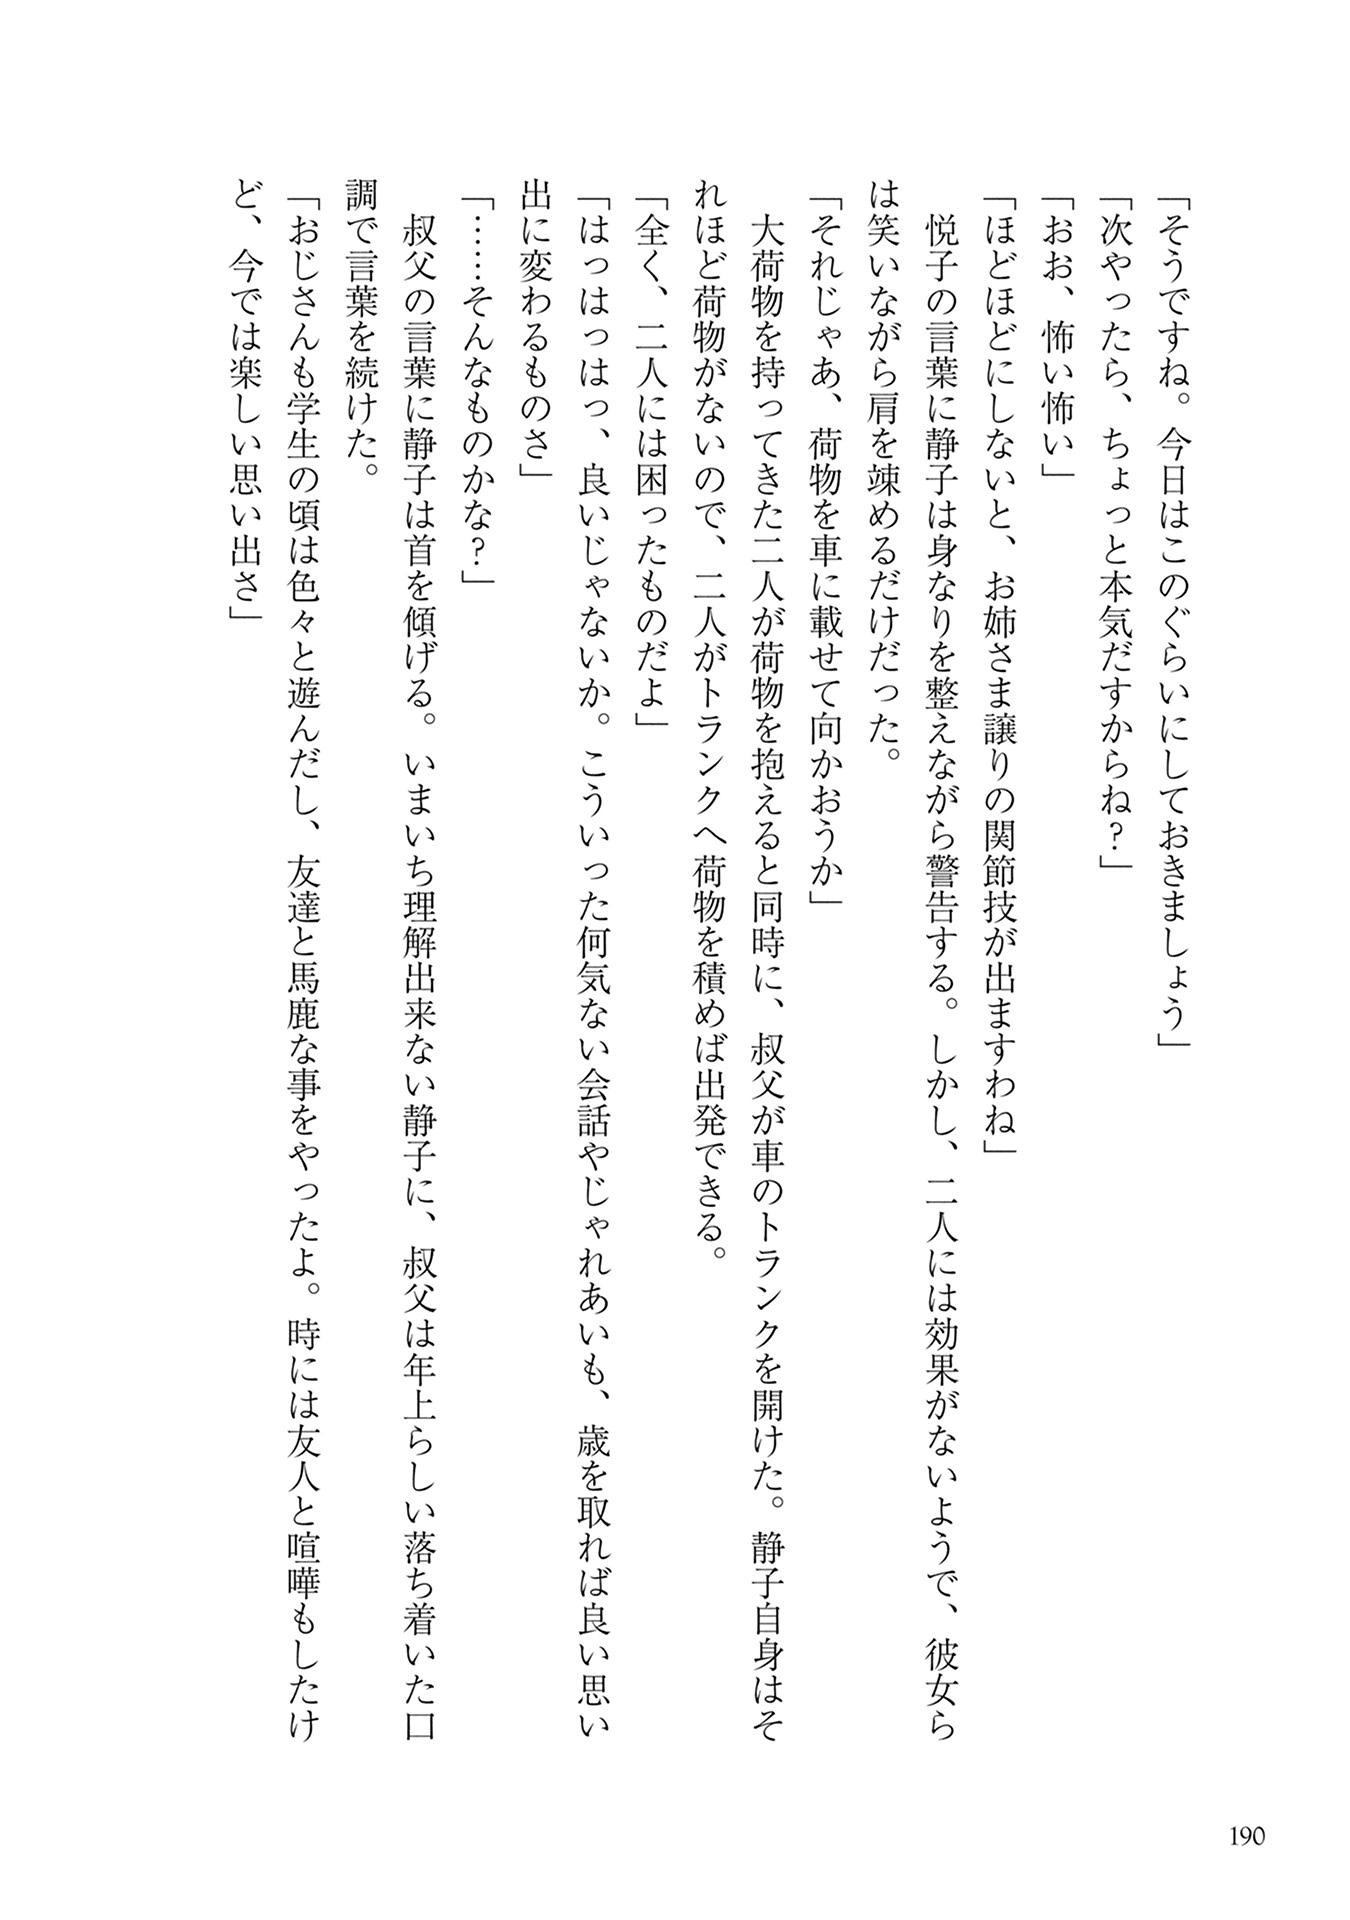 「そうですね。今日はこのぐらいにしておきましょう」
「次やったら、ちょっと本気だすからね?」
「おお、怖い怖い」
「ほどほどにしないと、お姉さま譲りの関節技が出ますわね」
　悦子の言葉に静子は身なりを整えながら警告する。しかし、二人には効果がないようで、彼女ら
は笑いながら肩を竦めるだけだった。
「それじゃあ、荷物を車に載せて向かおうか」
　大荷物を持ってきた二人が荷物を抱えると同時に、叔父が車のトランクを開けた。静子自身はそ
れほど荷物がないので、二人がトランクへ荷物を積めば出発できる。
「全く、二人には困ったものだよ」
「はっはっはっ、良いじゃないか。こういった何気ない会話やじゃれあいも、歳を取れば良い思い
出に変わるものさ」
「……そんなものかな?」
　叔父の言葉に静子は首を傾げる。いまいち理解出来ない静子に、叔父は年上らしい落ち着いた口
調で言葉を続けた。
「おじさんも学生の頃は色々と遊んだし、友達と馬鹿な事をやったよ。時には友人と喧嘩もしたけ
ど、今では楽しい思い出さ」
190